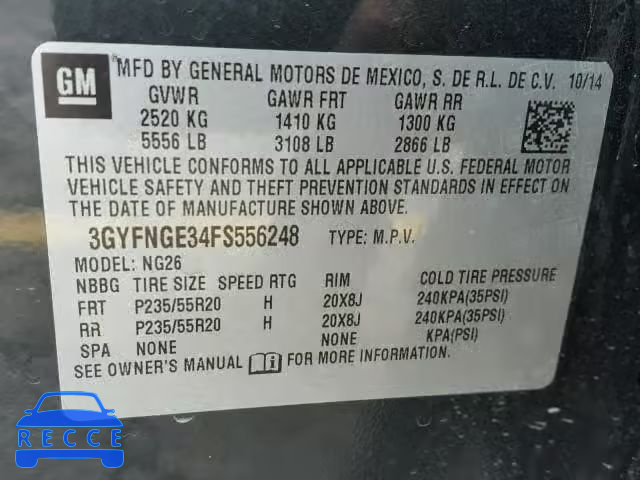 GM
MFD BY GENERAL MOTORS DE MEXICO, S. DE R.L. DE C.V. 10/14
GVWR GAWR FRT GAWR RR
2520 KG 1410 KG 1300 KG
5556 LB 3108 LB 2866 LB
THIS VEHICLE CONFORMS TO ALL APPLICABLE U.S. FEDERAL MOTOR
VEHICLE SAFETY AND THEFT PREVENTION STANDARDS IN EFFECT ON
THE DATE OF MANUFACTURE SHOWN ABOVE.
3GYFNGE34FS556248 TYPE: M.P.V.
MODEL: NG26
NBBG TIRE SIZE SPEED RTG RIM COLD TIRE PRESSURE
FRT P235/55R20 H 20X8J 240KPA(35PSI)
RR P235/55R20 H 20X8J 240KPA(35PSI)
SPA NONE NONE KPA(PSI)
SEE OWNER'S MANUAL FOR MORE INFORMATION.
BECCE.COM